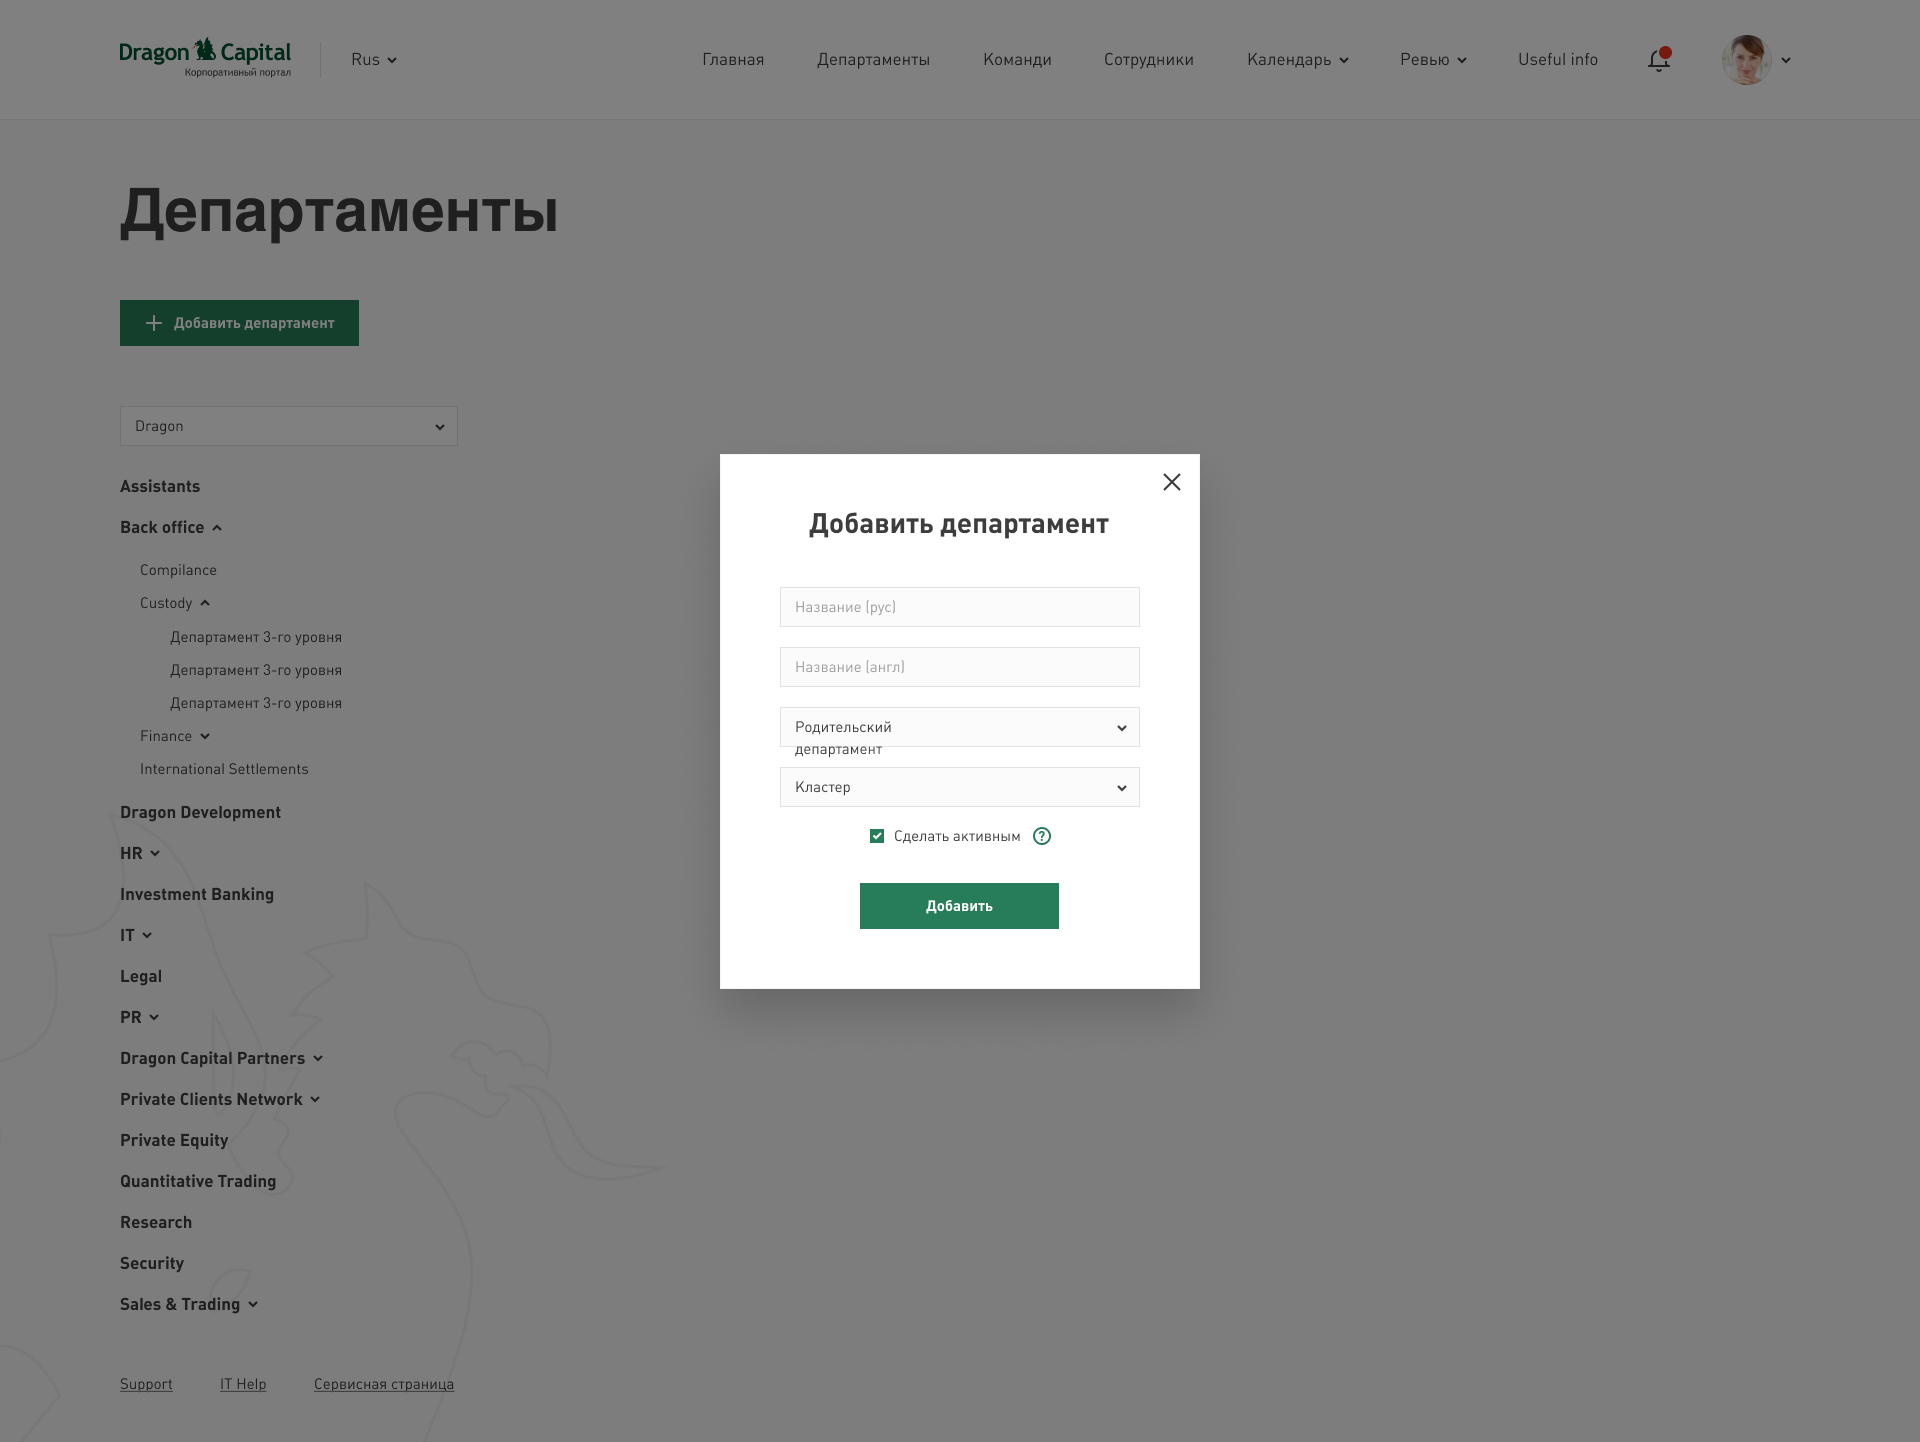 Dragon Capital
Корпоративный портал
Rus
Главная
Департаменты
Команди
Сотрудники
Календарь
Ревью
Useful info
Департаменты
Добавить департамент
Dragon
Assistants
Back office
Compilance
Custody
Департамент 3-го уровня
Департамент 3-го уровня
Департамент 3-го уровня
Finance
International Settlements
Dragon Development
HR
Investment Banking
IT
Legal
PR
Dragon Capital Partners
Private Clients Network
Private Equity
Quantitative Trading
Research
Security
Sales & Trading
Support
IT Help
Сервисная страница
Добавить департамент
Название (рус)
Название (англ)
Родительский
департамент
Кластер
Сделать активным
?
Добавить